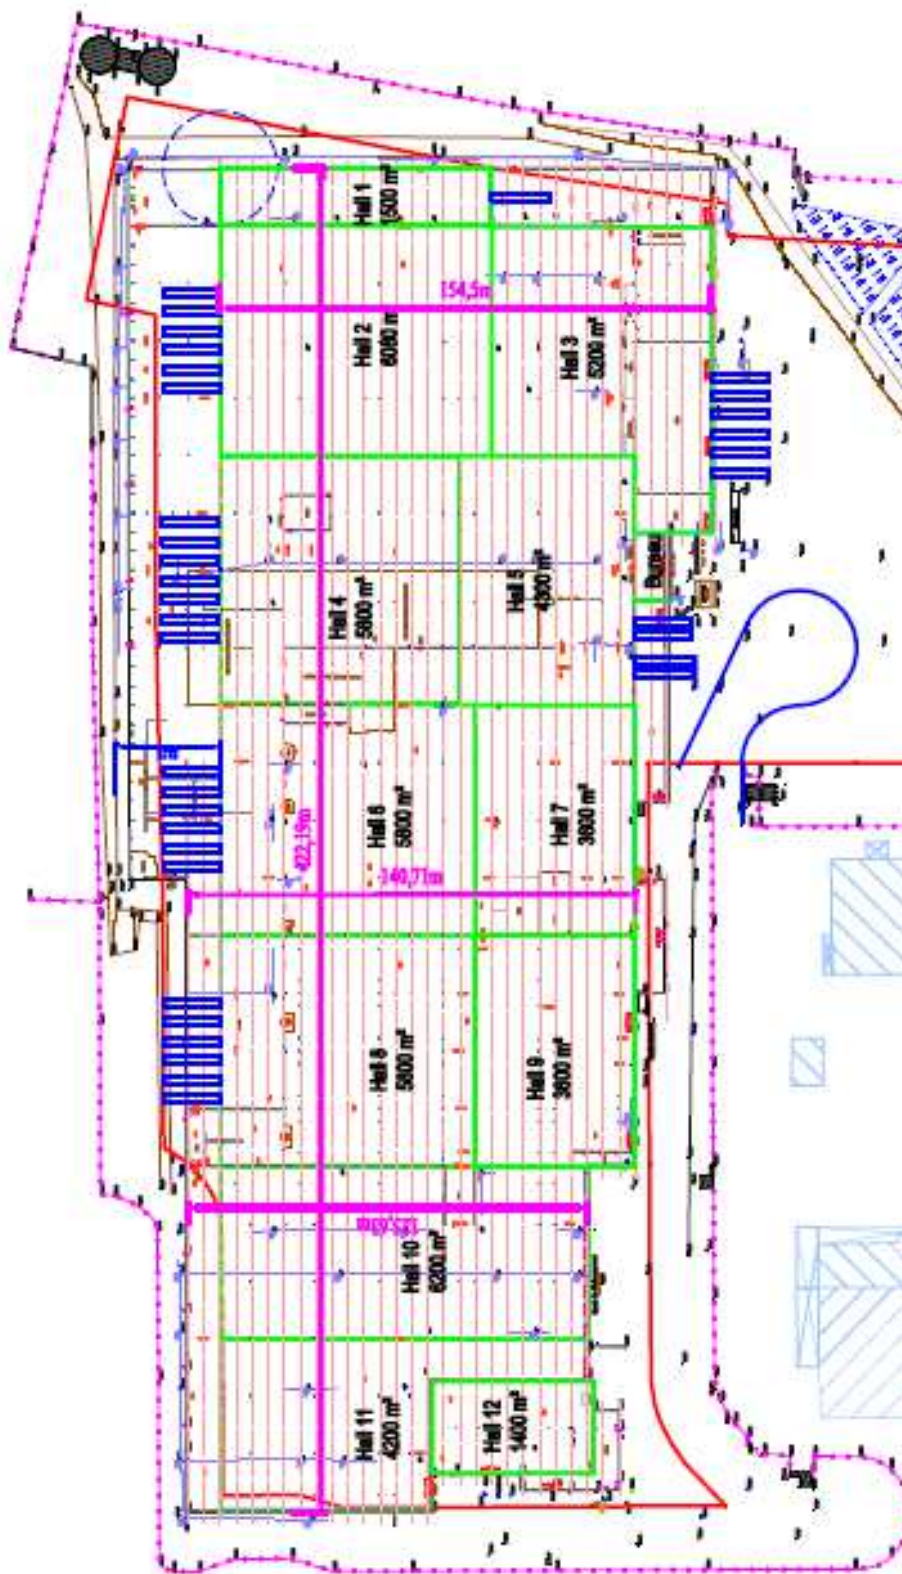 Hall 1
1500 m²
154,5m
Hall 2
6080 m²
Hall 3
5200 m²
Hall 4
5800 m²
Hall 5
4300 m²
Bureau
422,19m
Hall 6
5800 m²
Hall 7
3800 m²
140,71m
Hall 8
5800 m²
Hall 9
3800 m²
Hall 10
6200 m²
Hall 11
4200 m²
Hall 12
1400 m²